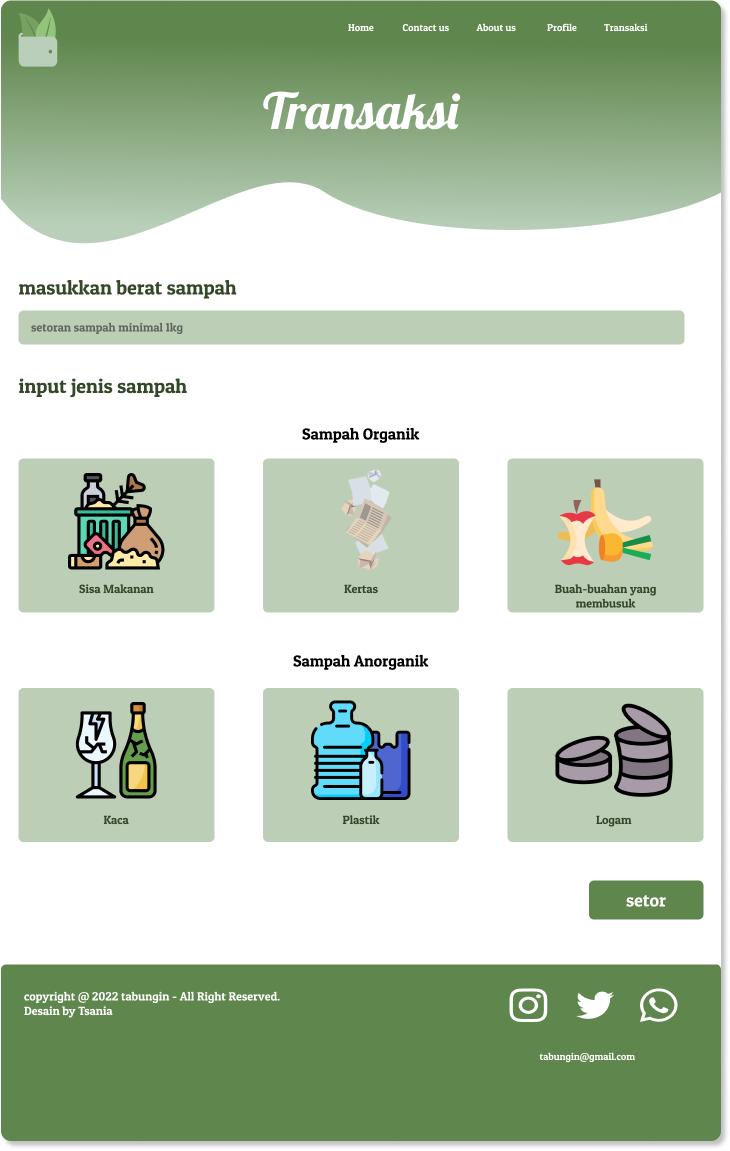 Home Contact us About us Profile Transaksi
Transaksi
masukkan berat sampah
setoran sampah minimal 1kg
input jenis sampah
Sampah Organik
Sisa Makanan
Kertas
Buah-buahan yang
membusuk
Sampah Anorganik
Kaca
Plastik
Logam
setor
copyright @ 2022 tabungin - All Right Reserved.
Desain by Tsania
tabungin@gmail.com